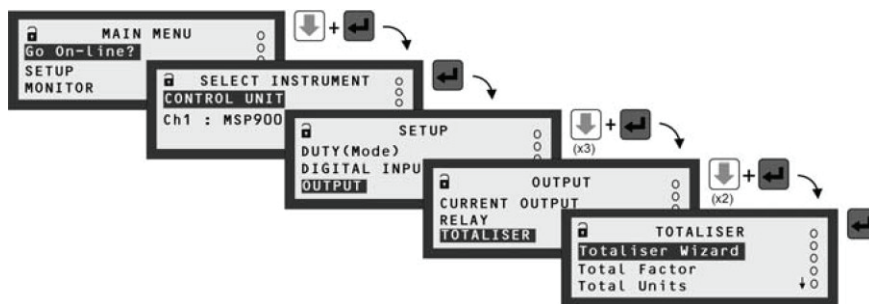 MAIN MENU
Go On-line?
SETUP
MONITOR
+
SELECT INSTRUMENT
CONTROL UNIT
Ch1 : MSP900
SETUP
DUTY(Mode)
DIGITAL INPU
OUTPUT
+
(x3)
OUTPUT
CURRENT OUTPUT
RELAY
TOTALISER
+
(x2)
TOTALISER
Totaliser Wizard
Total Factor
Total Units